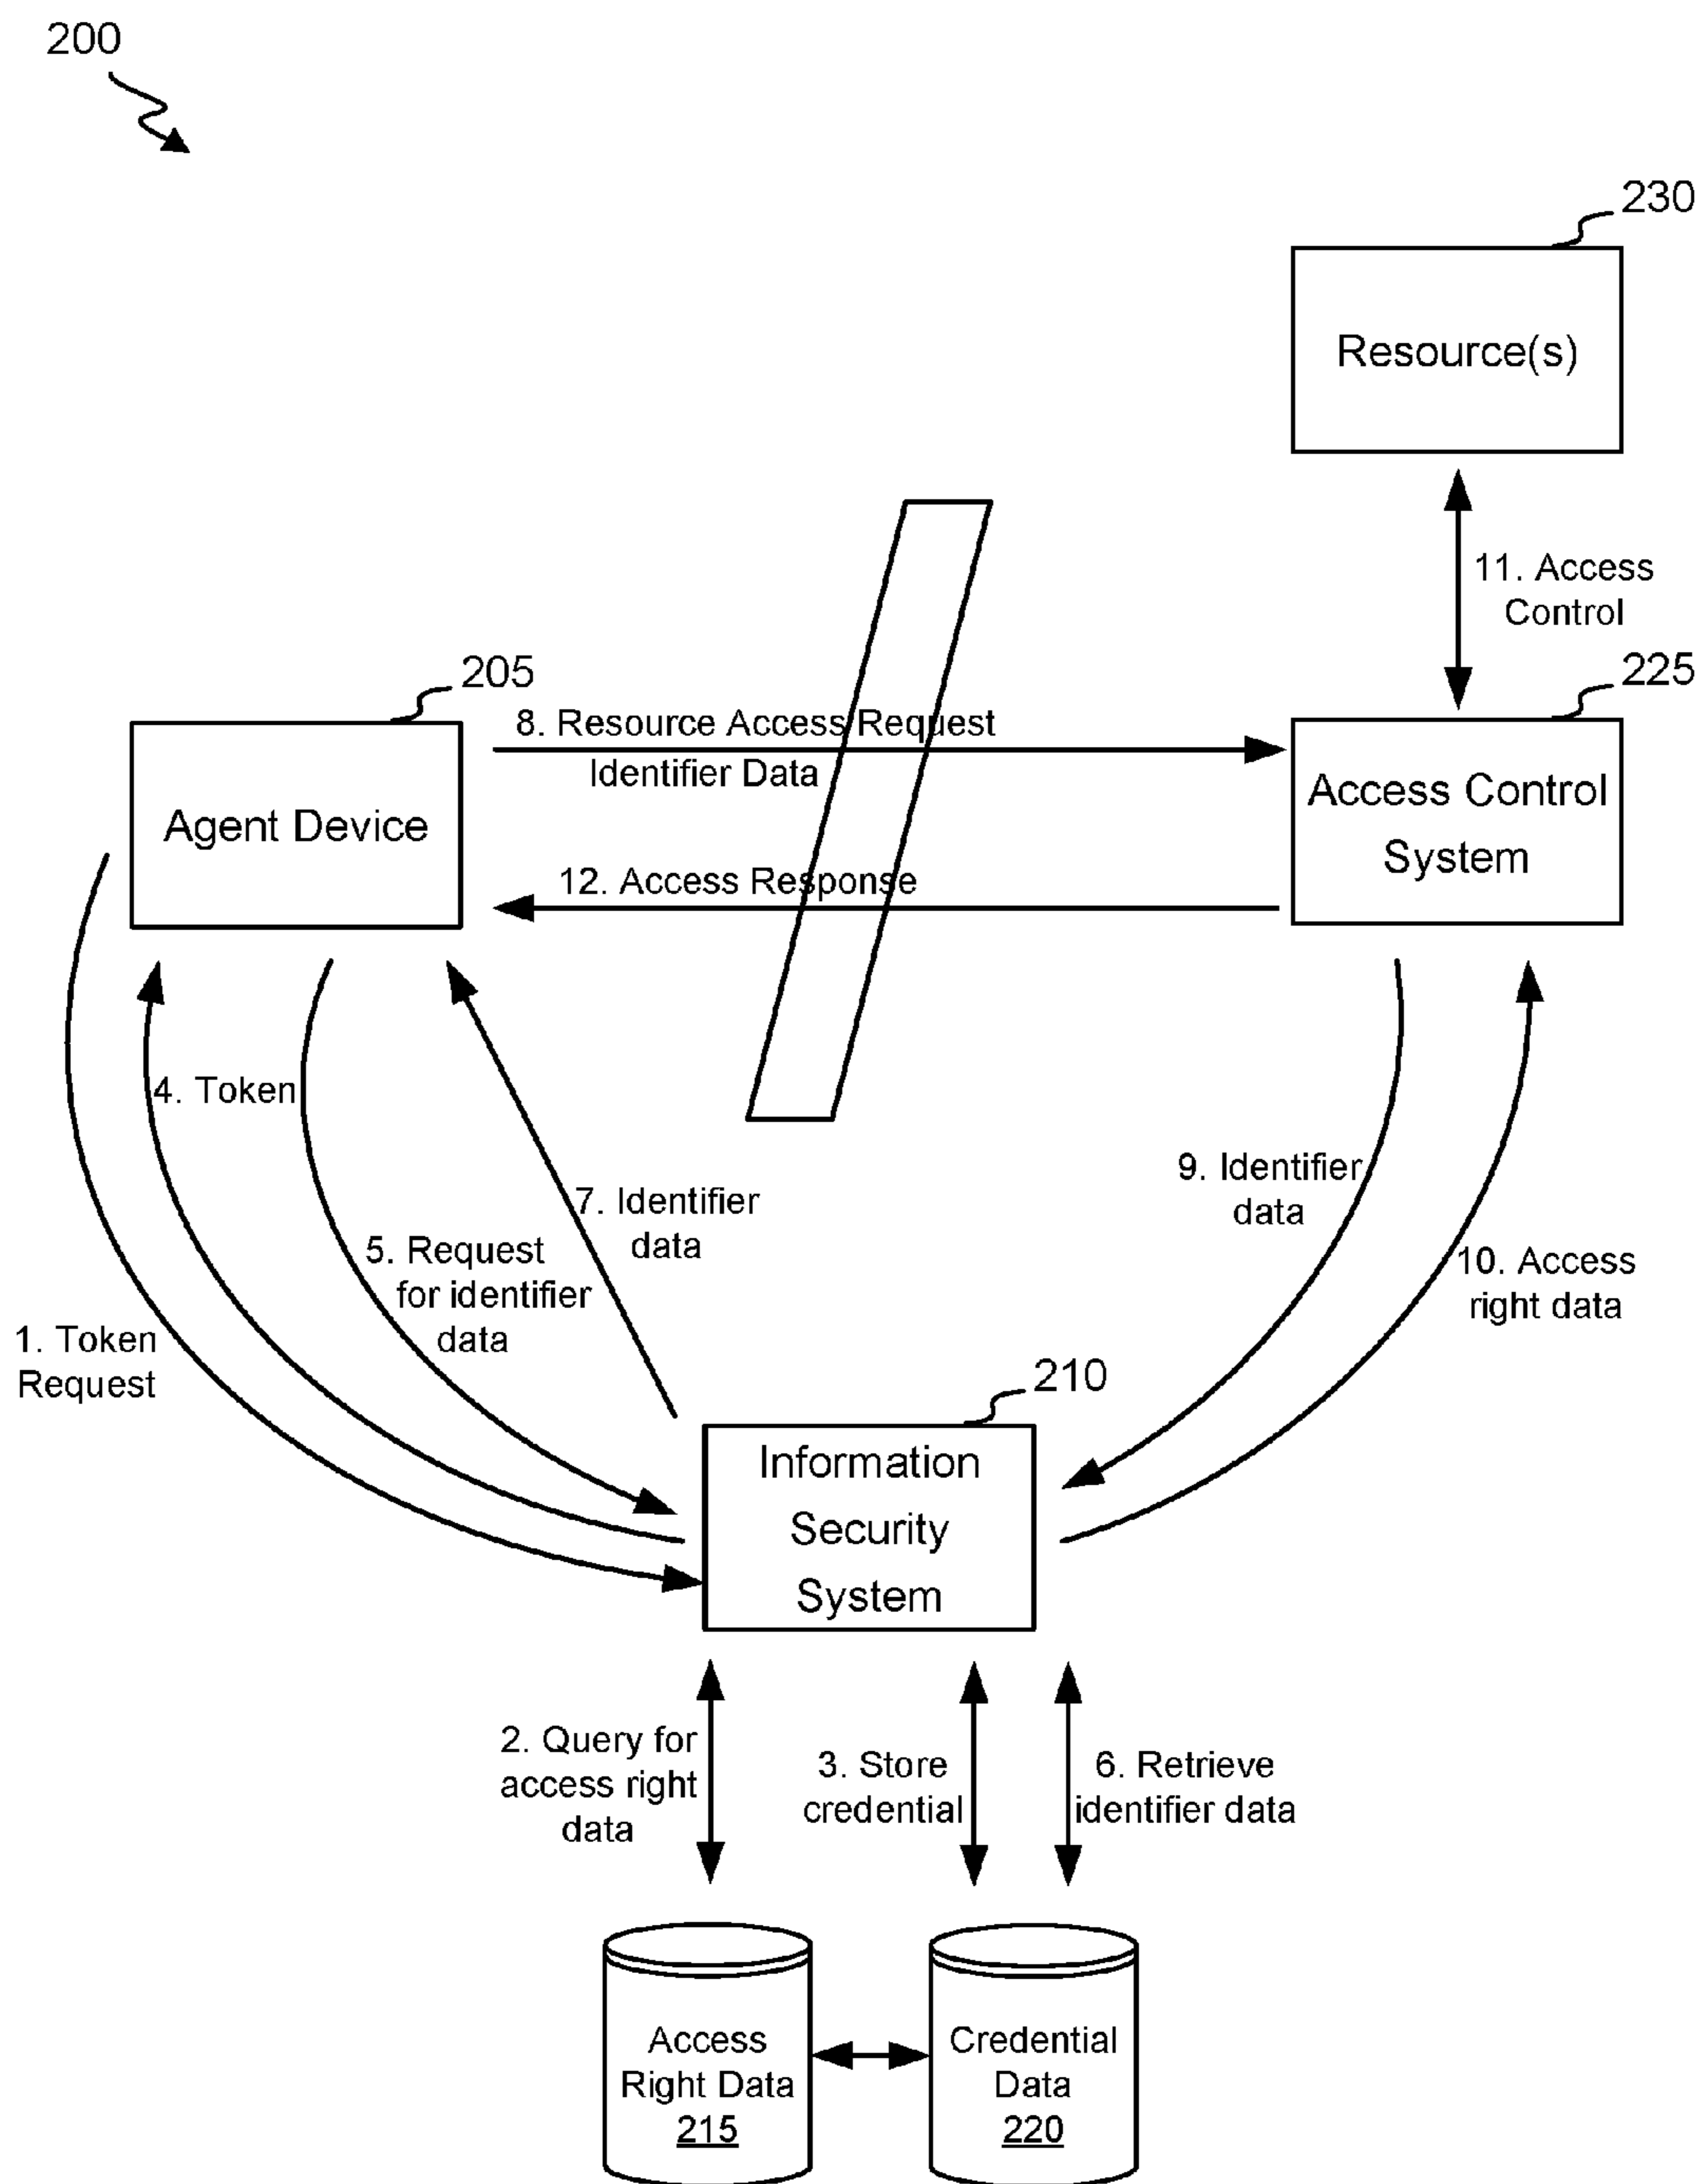 200
230
Resource(s)
11. Access
Control
205
225
8. Resource Access Request
Identifier Data
Agent Device
Access Control
System
12. Access Response
4. Token
9. Identifier
data
7. Identifier
data
5. Request
for identifier
data
10. Access
right data
1. Token
Request
210
Information
Security
System
2. Query for
access right
data
3. Store
credential
6. Retrieve
identifier data
Access
Right Data
215
Credential
Data
220